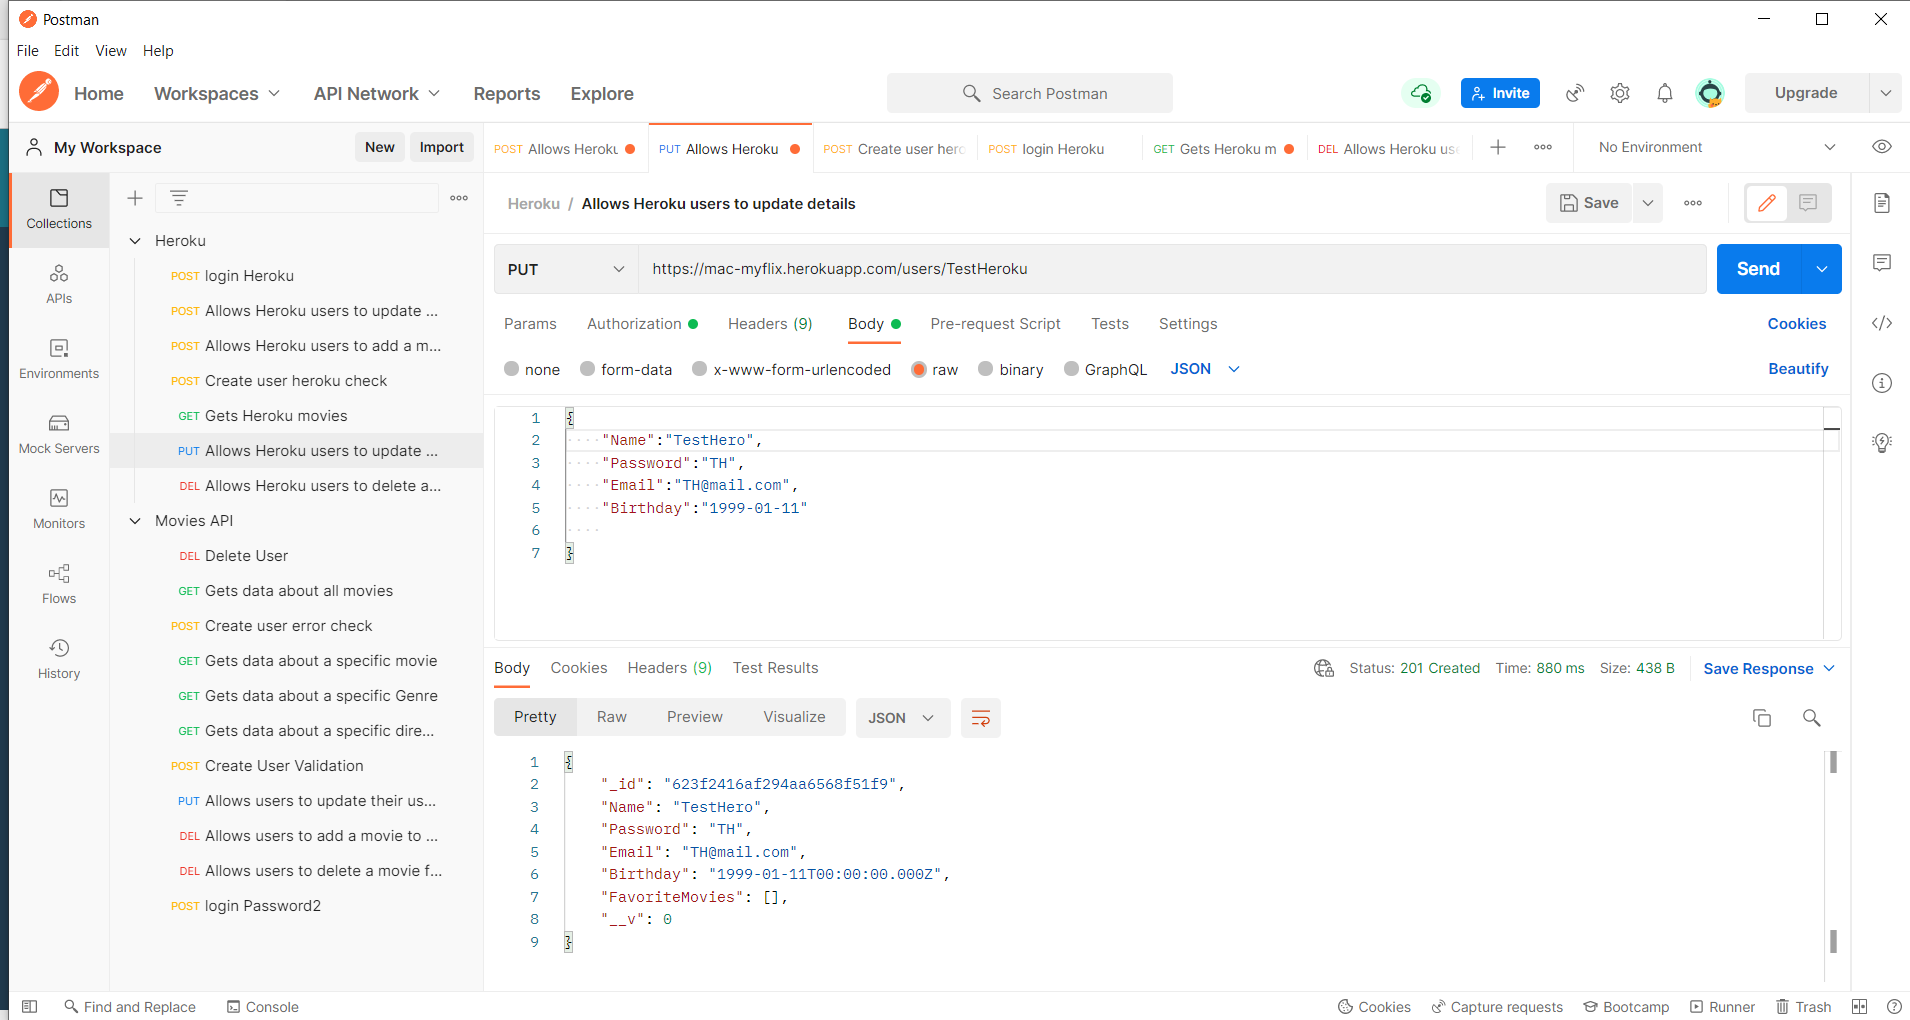 Postman
File Edit View Help
Home Workspaces API Network Reports Explore Search Postman Invite Upgrade
My Workspace New Import
POST Allows Heroku PUT Allows Heroku POST Create user hero POST login Heroku GET Gets Heroku m DEL Allows Heroku use No Environment
Collections
APIs
Environments
Mock Servers
Monitors
Flows
History
Heroku
POST login Heroku
POST Allows Heroku users to update ...
POST Allows Heroku users to add a m...
POST Create user heroku check
GET Gets Heroku movies
PUT Allows Heroku users to update ...
DEL Allows Heroku users to delete a...
Movies API
DEL Delete User
GET Gets data about all movies
POST Create user error check
GET Gets data about a specific movie
GET Gets data about a specific Genre
GET Gets data about a specific dire...
POST Create User Validation
PUT Allows users to update their us...
DEL Allows users to add a movie to ...
DEL Allows users to delete a movie f...
POST login Password2
Heroku / Allows Heroku users to update details Save
PUT https://mac-myflix.herokuapp.com/users/TestHeroku Send
Params Authorization Headers (9) Body Pre-request Script Tests Settings Cookies
none form-data x-www-form-urlencoded raw binary GraphQL JSON Beautify
1 {
2 "Name":"TestHero",
3 "Password":"TH",
4 "Email":"TH@mail.com",
5 "Birthday":"1999-01-11"
6
7 }
Body Cookies Headers (9) Test Results Status: 201 Created Time: 880 ms Size: 438 B Save Response
Pretty Raw Preview Visualize JSON
1 {
2 "_id": "623f2416af294aa6568f51f9",
3 "Name": "TestHero",
4 "Password": "TH",
5 "Email": "TH@mail.com",
6 "Birthday": "1999-01-11T00:00:00.000Z",
7 "FavoriteMovies": [],
8 "__v": 0
9 }
Find and Replace Console Cookies Capture requests Bootcamp Runner Trash